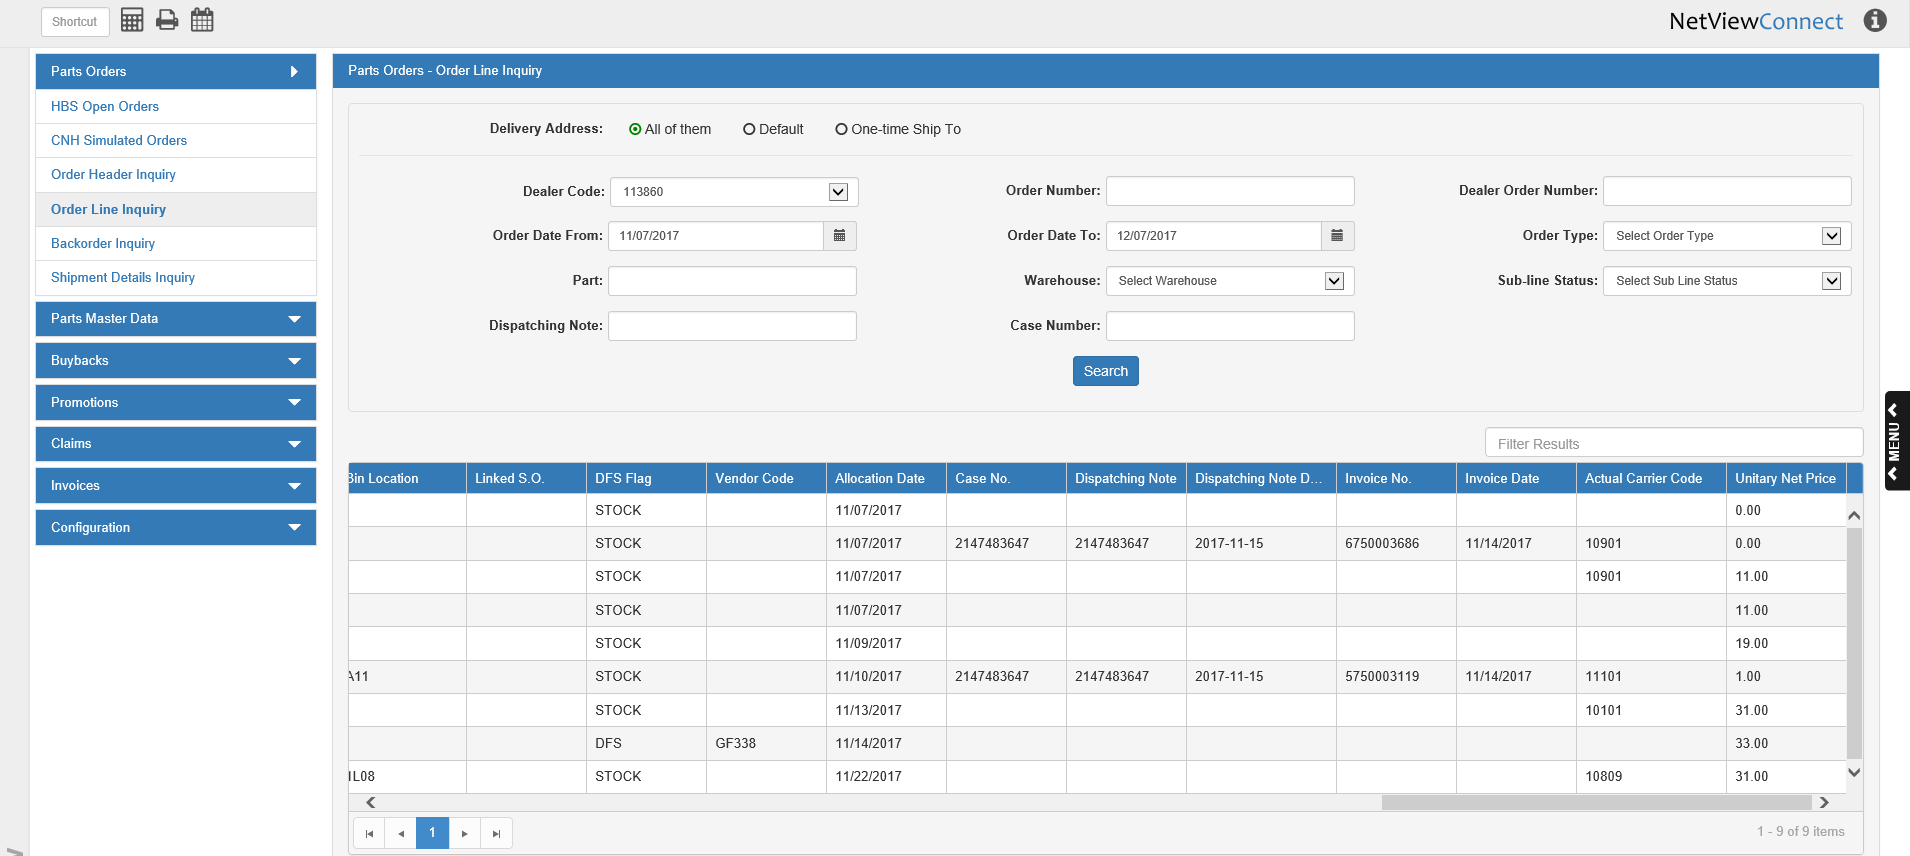 Shortcut
NetViewConnect
Parts Orders
HBS Open Orders
CNH Simulated Orders
Order Header Inquiry
Order Line Inquiry
Backorder Inquiry
Shipment Details Inquiry
Parts Master Data
Buybacks
Promotions
Claims
Invoices
Configuration
Parts Orders - Order Line Inquiry
Delivery Address: All of them Default One-time Ship To
Dealer Code: 113860 Order Number: Dealer Order Number:
Order Date From: 11/07/2017 Order Date To: 12/07/2017 Order Type: Select Order Type
Part: Warehouse: Select Warehouse Sub-line Status: Select Sub Line Status
Dispatching Note: Case Number:
Search
Filter Results
Bin Location Linked S.O. DFS Flag Vendor Code Allocation Date Case No. Dispatching Note Dispatching Note D... Invoice No. Invoice Date Actual Carrier Code Unitary Net Price
STOCK 11/07/2017 0.00
STOCK 11/07/2017 2147483647 2147483647 2017-11-15 6750003686 11/14/2017 10901 0.00
STOCK 11/07/2017 10901 11.00
STOCK 11/07/2017 11.00
STOCK 11/09/2017 19.00
A11 STOCK 11/10/2017 2147483647 2147483647 2017-11-15 5750003119 11/14/2017 11101 1.00
STOCK 11/13/2017 10101 31.00
DFS GF338 11/14/2017 33.00
STOCK 11/22/2017 10809 31.00
1
1 - 9 of 9 items
MENU